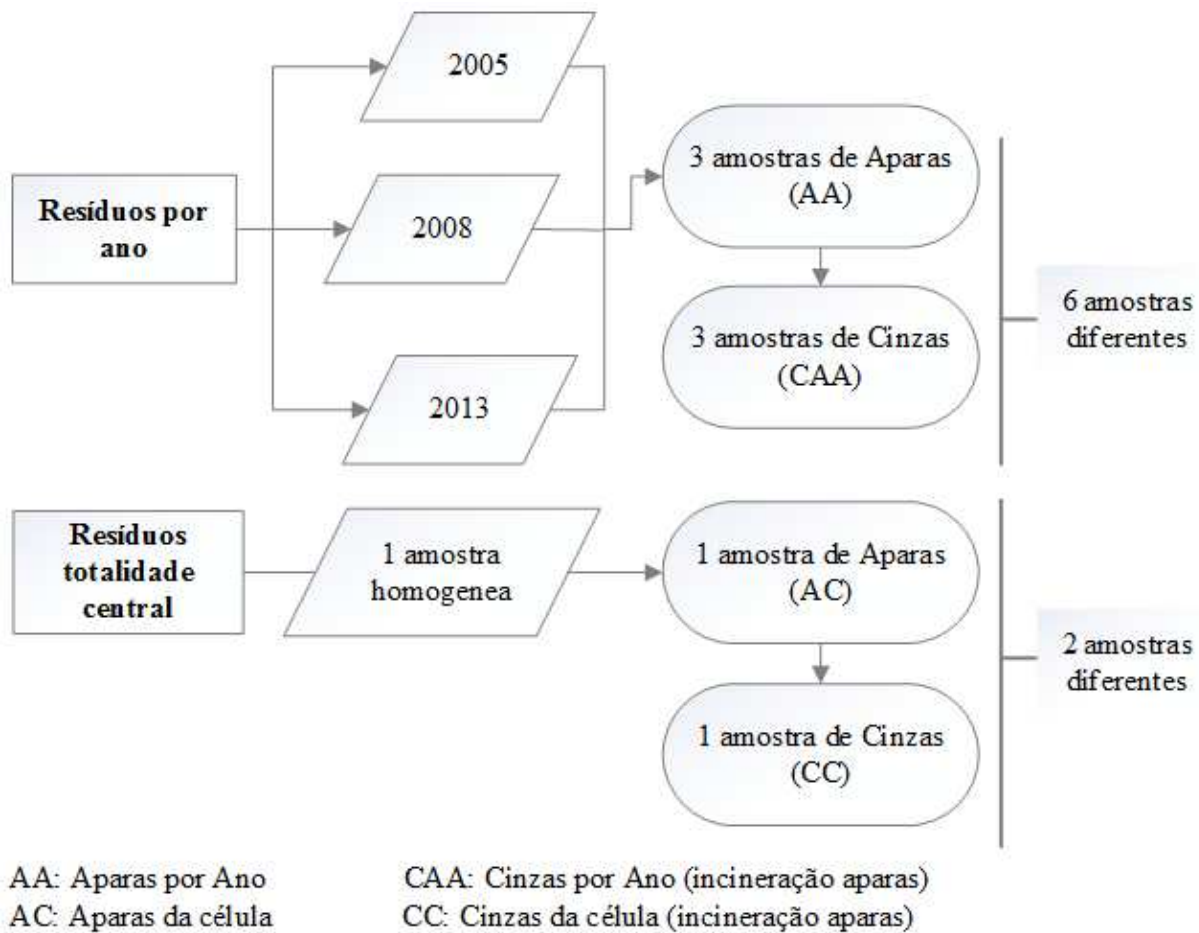 2005
2008
2013
Resíduos por
ano
3 amostras de Aparas
(AA)
3 amostras de Cinzas
(CAA)
6 amostras
diferentes
Resíduos
totalidade
central
1 amostra
homogenea
1 amostra de Aparas
(AC)
1 amostra de Cinzas
(CC)
2 amostras
diferentes
AA: Aparas por Ano
CAA: Cinzas por Ano (incineração aparas)
AC: Aparas da célula
CC: Cinzas da célula (incineração aparas)